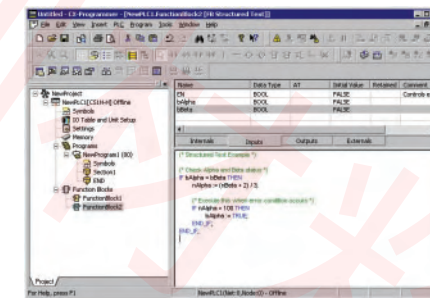 Untitled - CX-Programmer - [NewPLC1.FunctionBlock2 [FB Structured Text]]
File Edit View Insert PLC Program Tools Window Help
NewProject
NewPLC1[CS1H-H] Offline
Symbols
IO Table and Unit Setup
Settings
Memory
Programs
NewProgram1 (00)
Symbols
Section1
END
Function Blocks
FunctionBlock1
FunctionBlock2
Project
Name Data Type AT Initial Value Retained Comment
EN BOOL FALSE Controls e
bAlpha BOOL FALSE
bBeta BOOL FALSE
Internals Inputs Outputs Externals
(* Structured Text Example *)
(* Check Alpha and Beta status *)
IF bAlpha = bBeta THEN
nAlpha := (nBeta + 2) /3;
(* Execute this when error condition occurs *)
IF nAlpha < 100 THEN
bAlpha := TRUE;
END_IF;
END_IF;
For Help, press F1
NewPLC1(Net:0,Node:0) - Offline